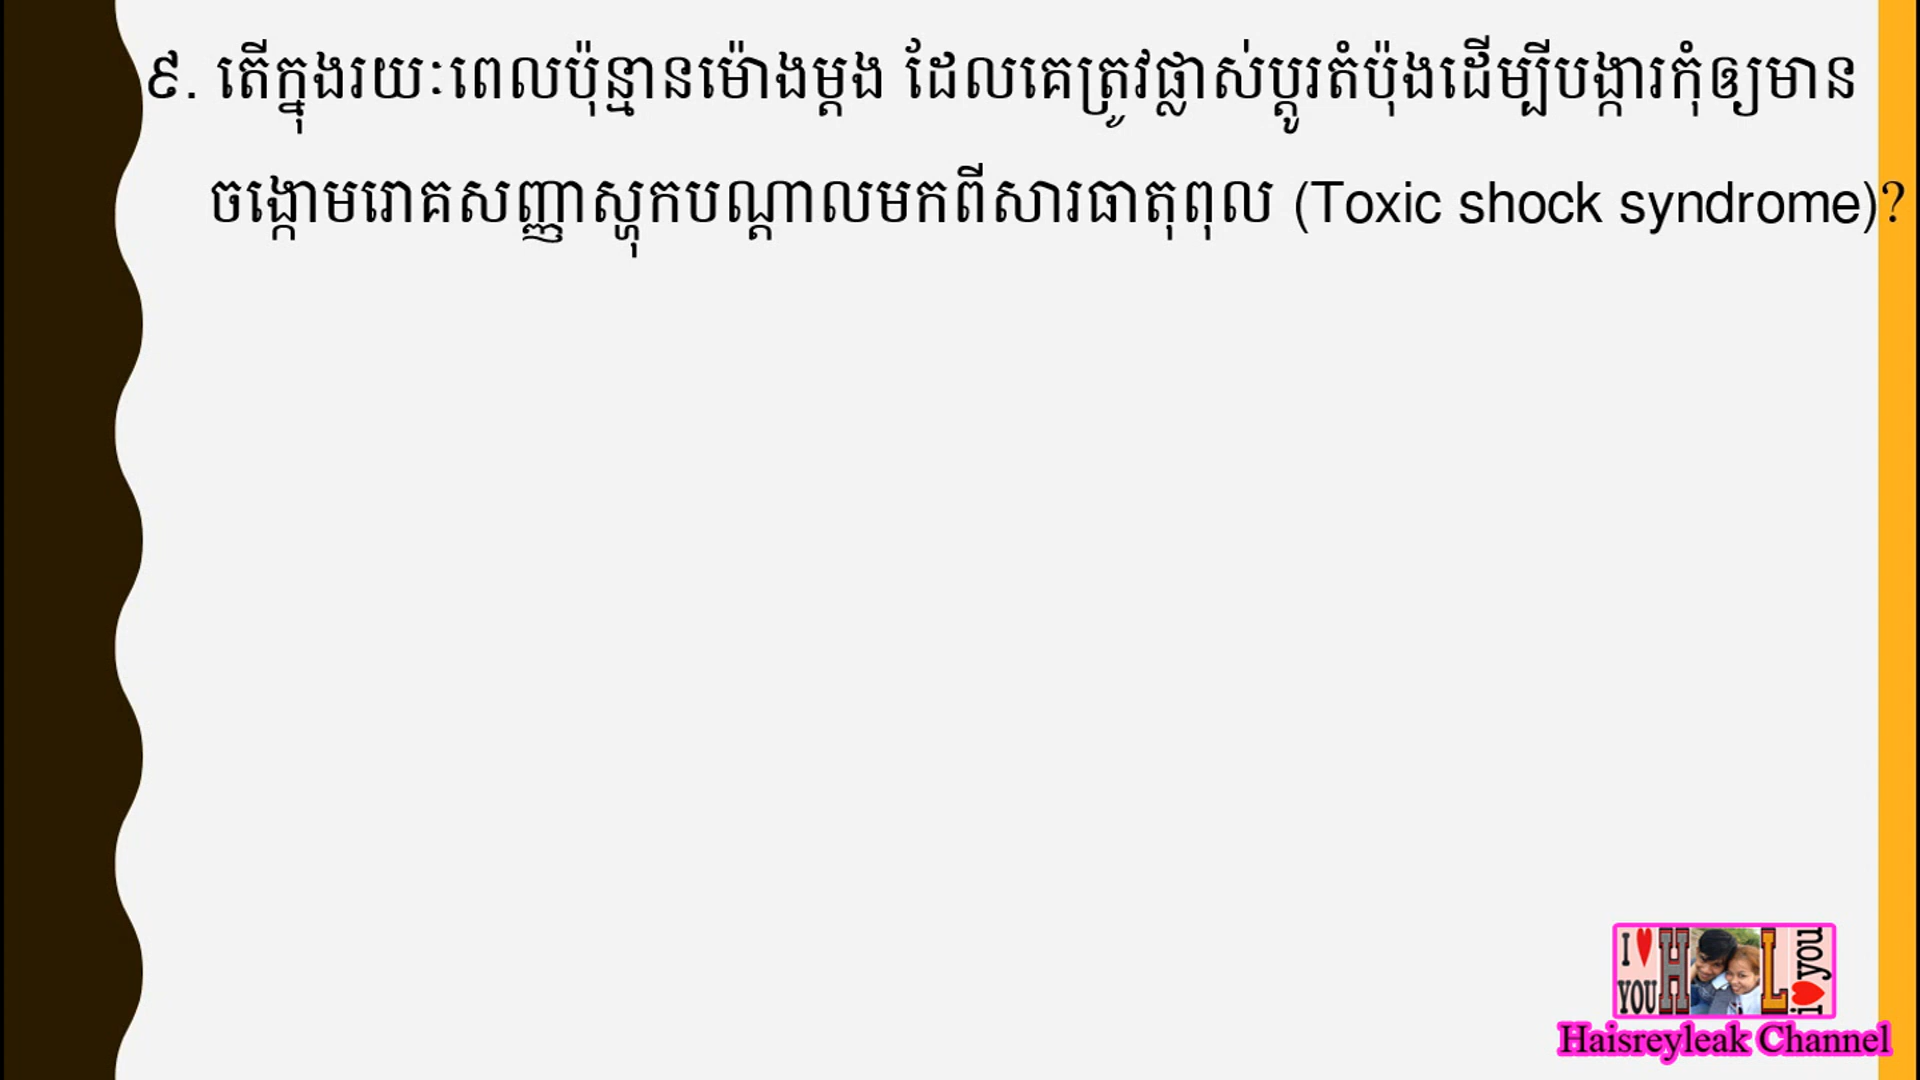 ៩. តើក្នុងរយៈពេលប៉ុន្មានម៉ោងម្តង ដែលគេត្រូវផ្លាស់ប្តូរតំប៉ុងដើម្បីបង្ការកុំឲ្យមាន
ចង្កោមរោគសញ្ញាស្ហុកបណ្តាលមកពីសារធាតុពុល (Toxic shock syndrome)?
I ♥ YOU H L i ♥ you
Haisreyleak Channel